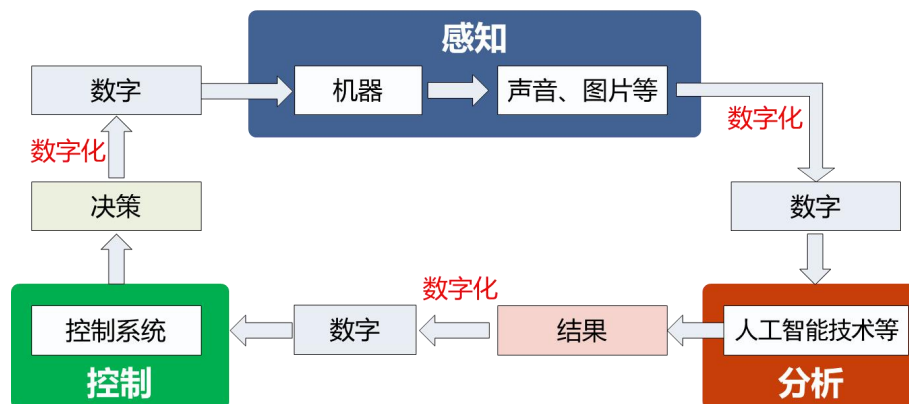 感知
数字
机器
声音、图片等
数字化
数字化
决策
数字
数字化
控制系统
数字
结果
人工智能技术等
控制
分析